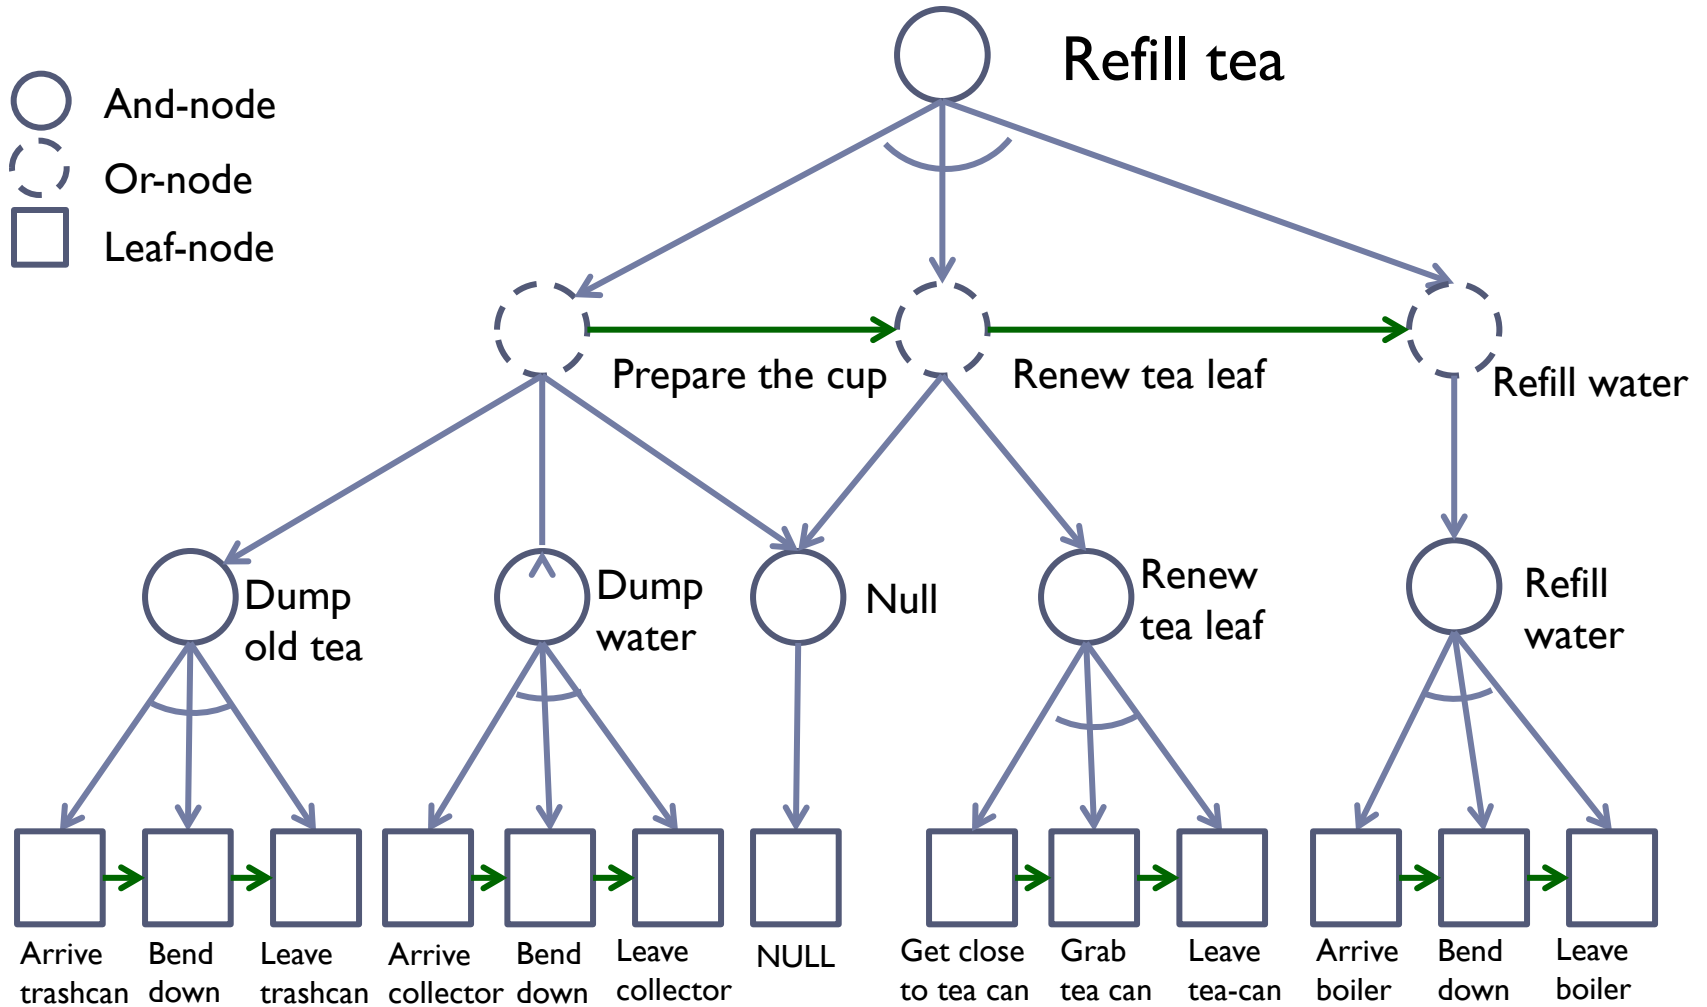 Refill tea
And-node
Or-node
Leaf-node
Prepare the cup
Renew tea leaf
Refill water
Dump
old tea
Dump
water
Null
Renew
tea leaf
Refill
water
Arrive
trashcan
Bend
down
Leave
trashcan
Arrive
collector
Bend
down
Leave
collector
NULL
Get close
to tea can
Grab
tea can
Leave
tea-can
Arrive
boiler
Bend
down
Leave
boiler